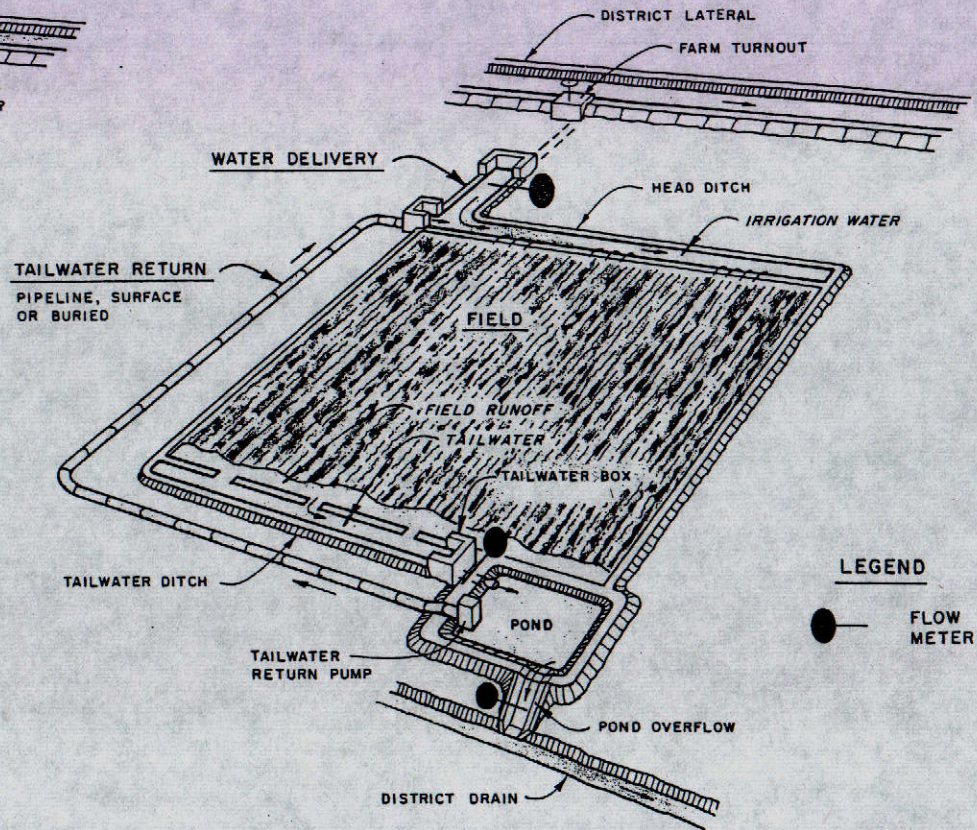 DISTRICT LATERAL
FARM TURNOUT
WATER DELIVERY
HEAD DITCH
IRRIGATION WATER
TAILWATER RETURN
PIPELINE, SURFACE
OR BURIED
FIELD
FIELD RUNOFF
TAILWATER
TAILWATER BOX
TAILWATER DITCH
LEGEND
FLOW
METER
POND
TAILWATER
RETURN PUMP
POND OVERFLOW
DISTRICT DRAIN